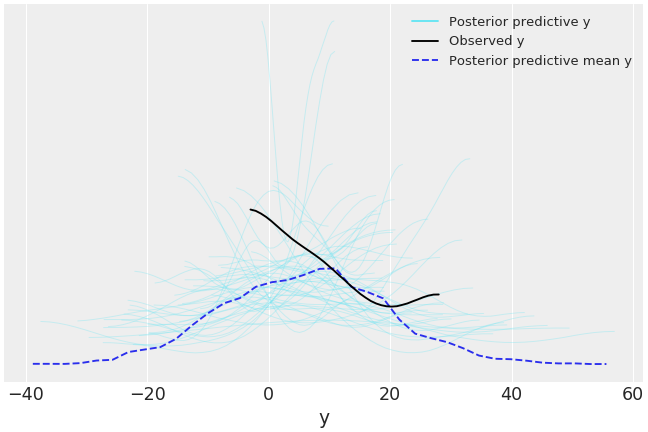 Posterior predictive y
Observed y
Posterior predictive mean y
−40 −20 0 20 40 60
y